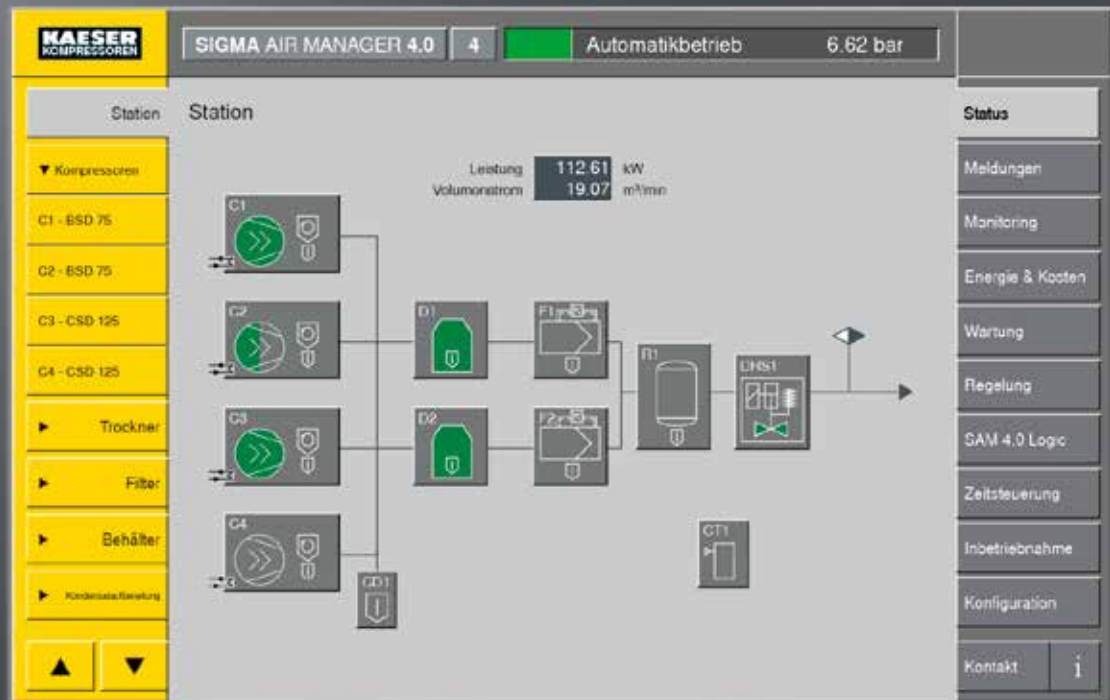 KAESER
KOMPRESSOREN
SIGMA AIR MANAGER 4.0
4
Automatikbetrieb
6.62 bar
Station
▼ Kompressoren
C1 - BSD 75
C2 - BSD 75
C3 - CSD 125
C4 - CSD 125
► Trockner
► Filter
► Behälter
► Kondensataufbereitung
▲ ▼
Station
Leistung 112.61 kW
Volumenstrom 19.07 m³/min
C1
C2
D1
F1
R1
DHS1
C3
D2
F2
C4
CD1
CT1
Status
Meldungen
Monitoring
Energie & Kosten
Wartung
Regelung
SAM 4.0 Logic
Zeitsteuerung
Inbetriebnahme
Konfiguration
Kontakt i